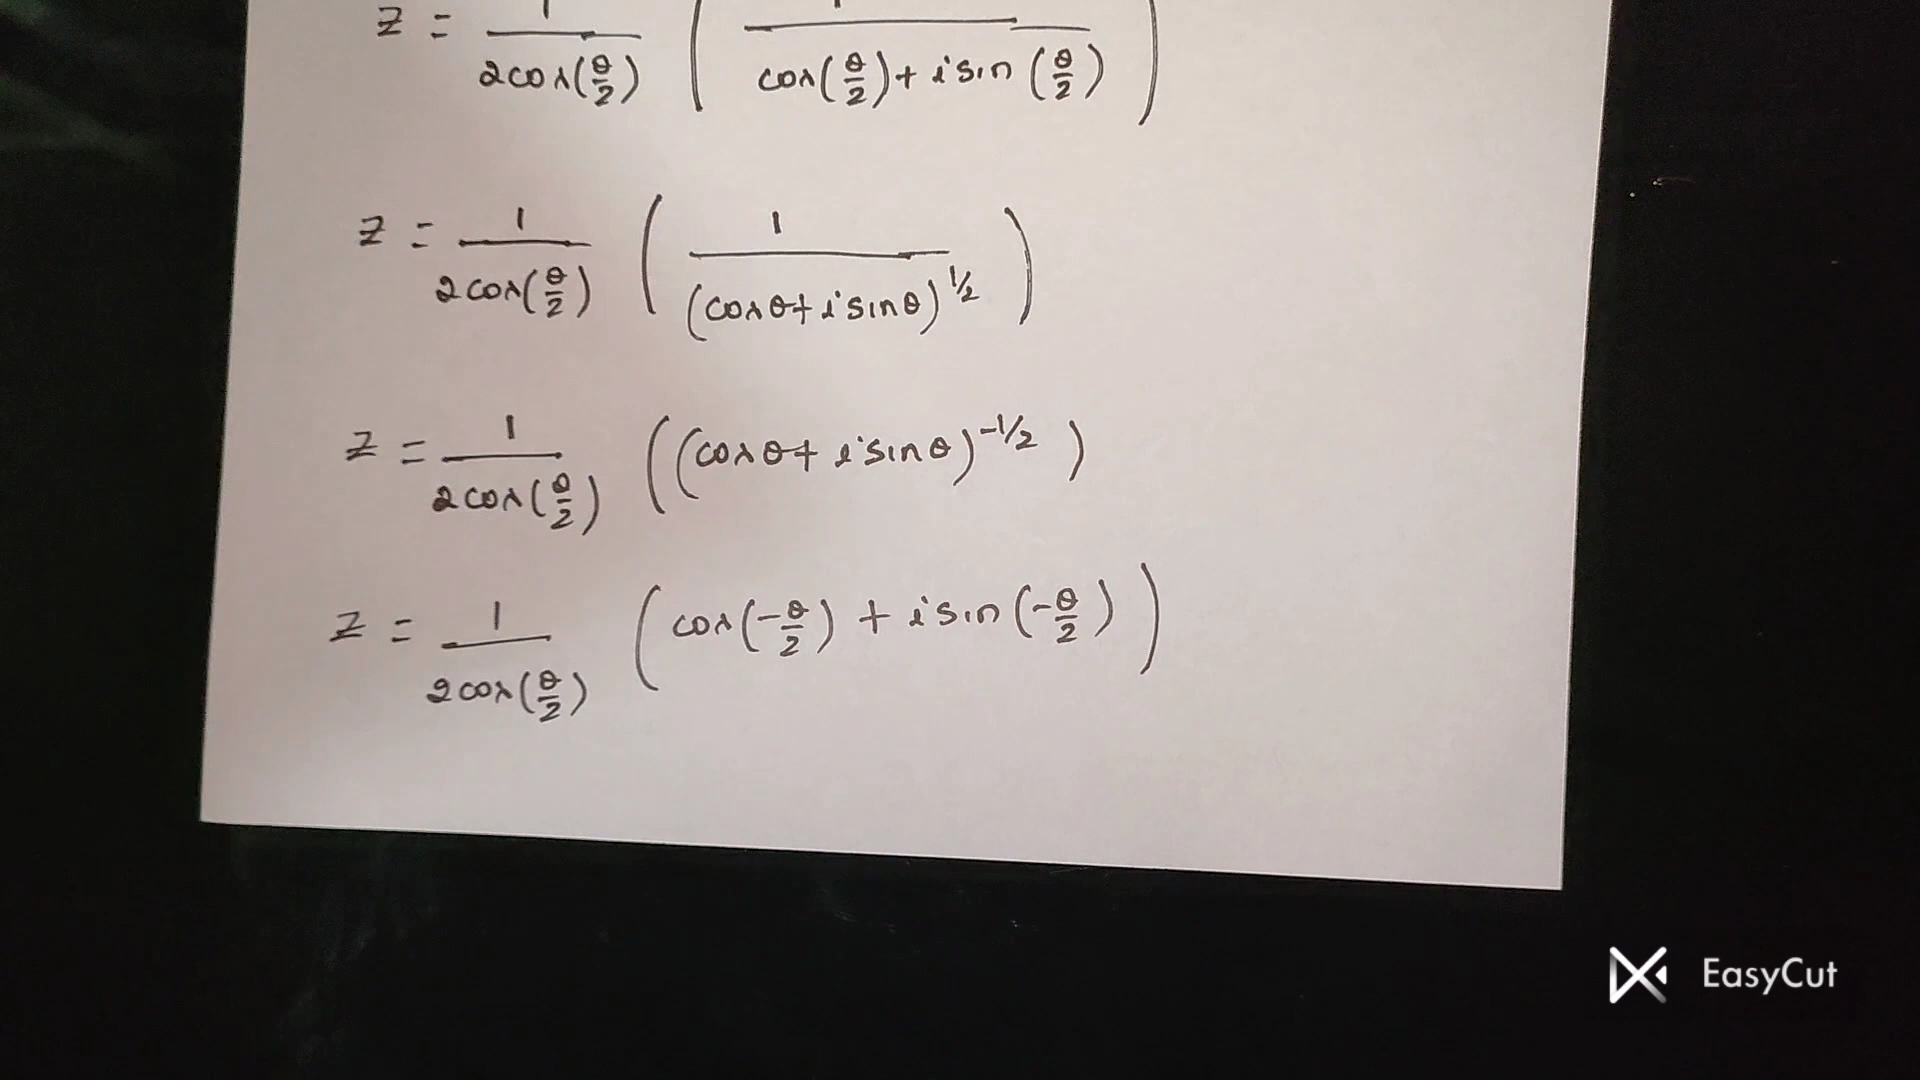 z = 1/(2cos(θ/2)) (1/(cos(θ/2) + i sin(θ/2)))
z = 1/(2cos(θ/2)) (1/(cosθ + i sinθ)^1/2)
z = 1/(2cos(θ/2)) ((cosθ + i sinθ)^-1/2)
z = 1/(2cos(θ/2)) (cos(-θ/2) + i sin(-θ/2))
EasyCut